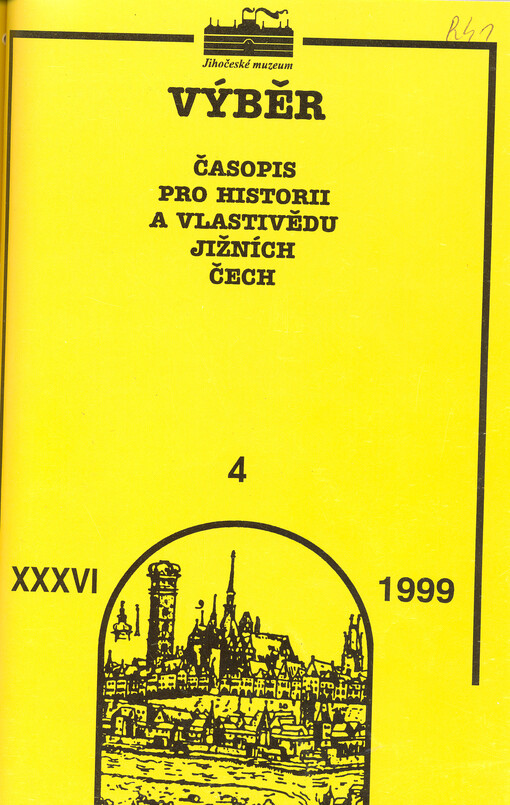 Jihočeské muzeum
VÝBĚR
ČASOPIS
PRO HISTORII
A VLASTIVĚDU
JIŽNÍCH
ČECH
4
XXXVI
1999